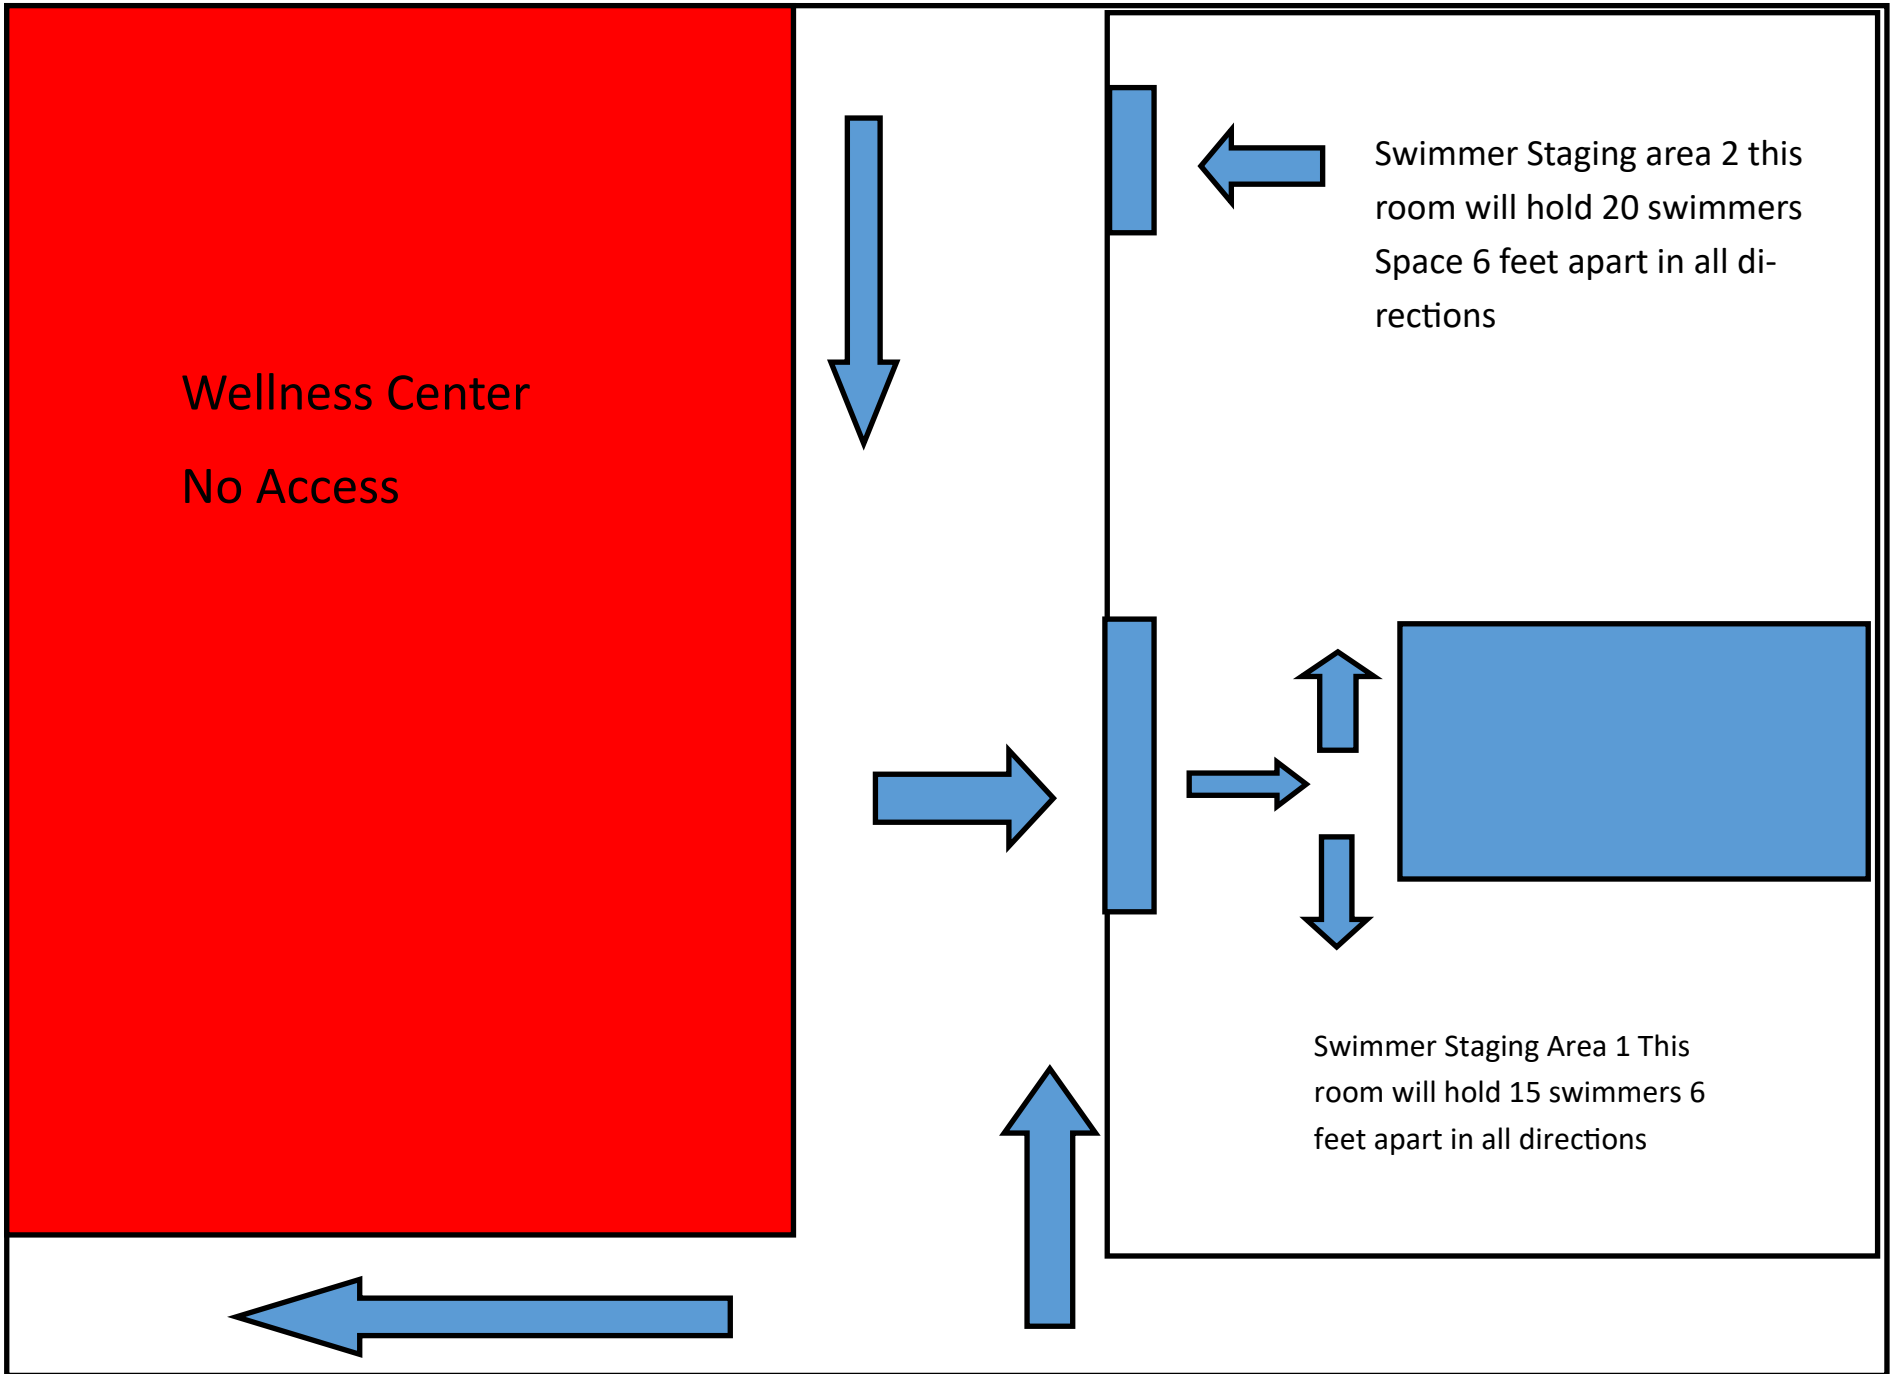 Swimmer Staging area 2 this
room will hold 20 swimmers
Space 6 feet apart in all di-
rections
Wellness Center
No Access
Swimmer Staging Area 1 This
room will hold 15 swimmers 6
feet apart in all directions